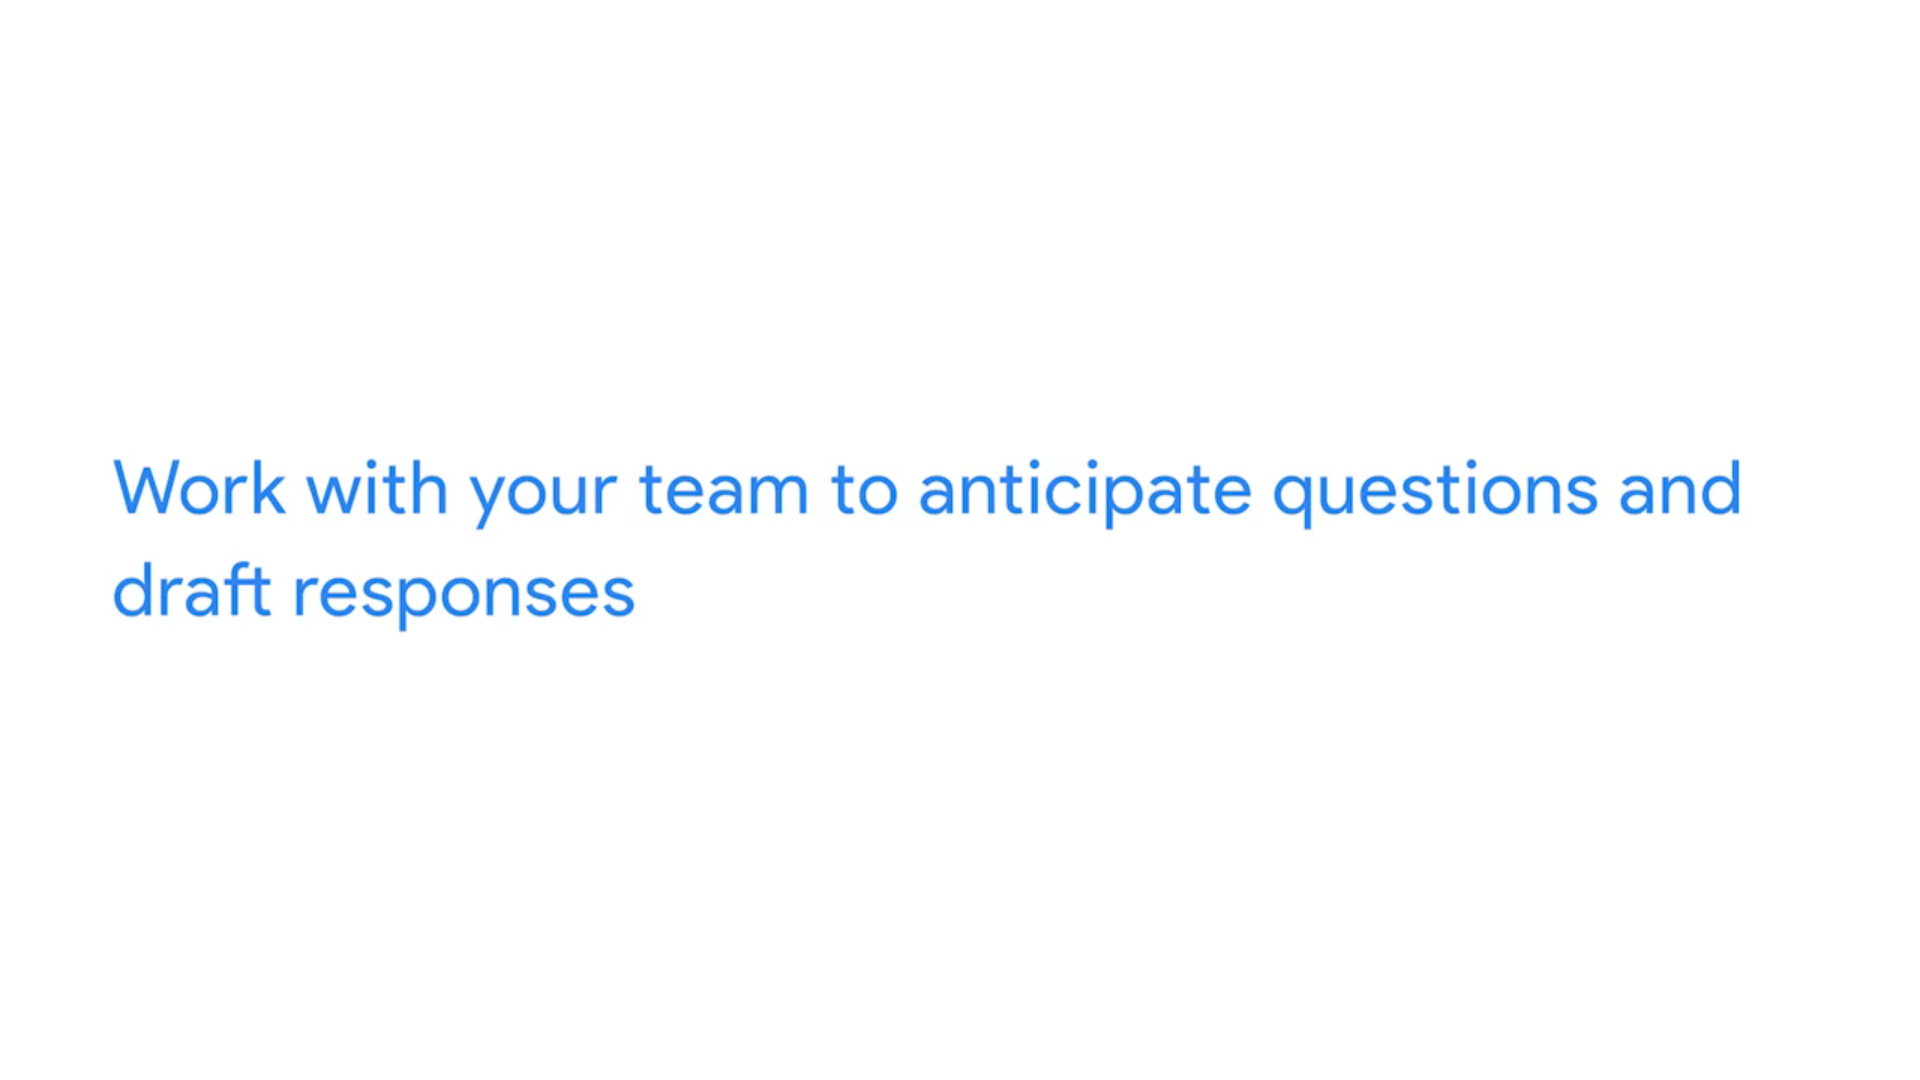 Work with your team to anticipate questions and
draft responses